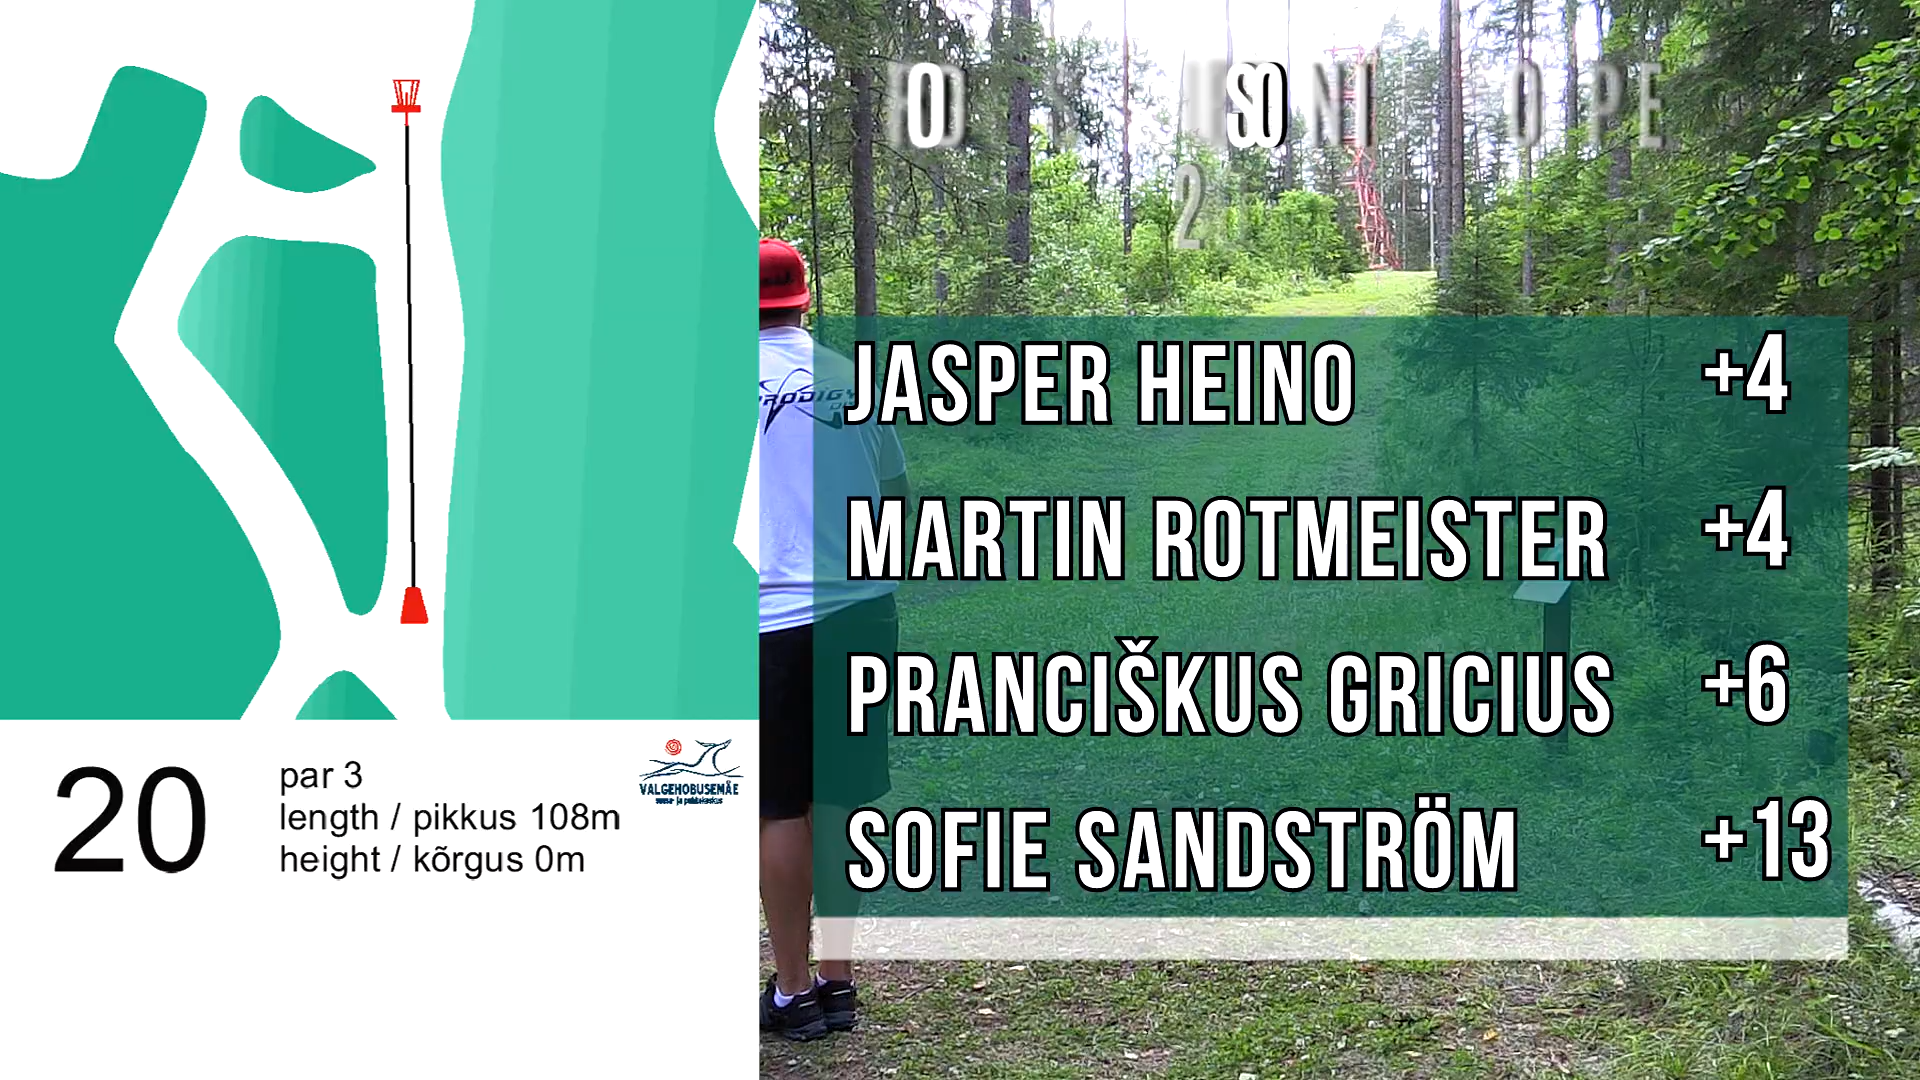 20
par 3
length / pikkus 108m
height / kõrgus 0m
VALGEHOBUSEMÄE
JASPER HEINO +4
MARTIN ROTMEISTER +4
PRANCIŠKUS GRICIUS +6
SOFIE SANDSTRÖM +13